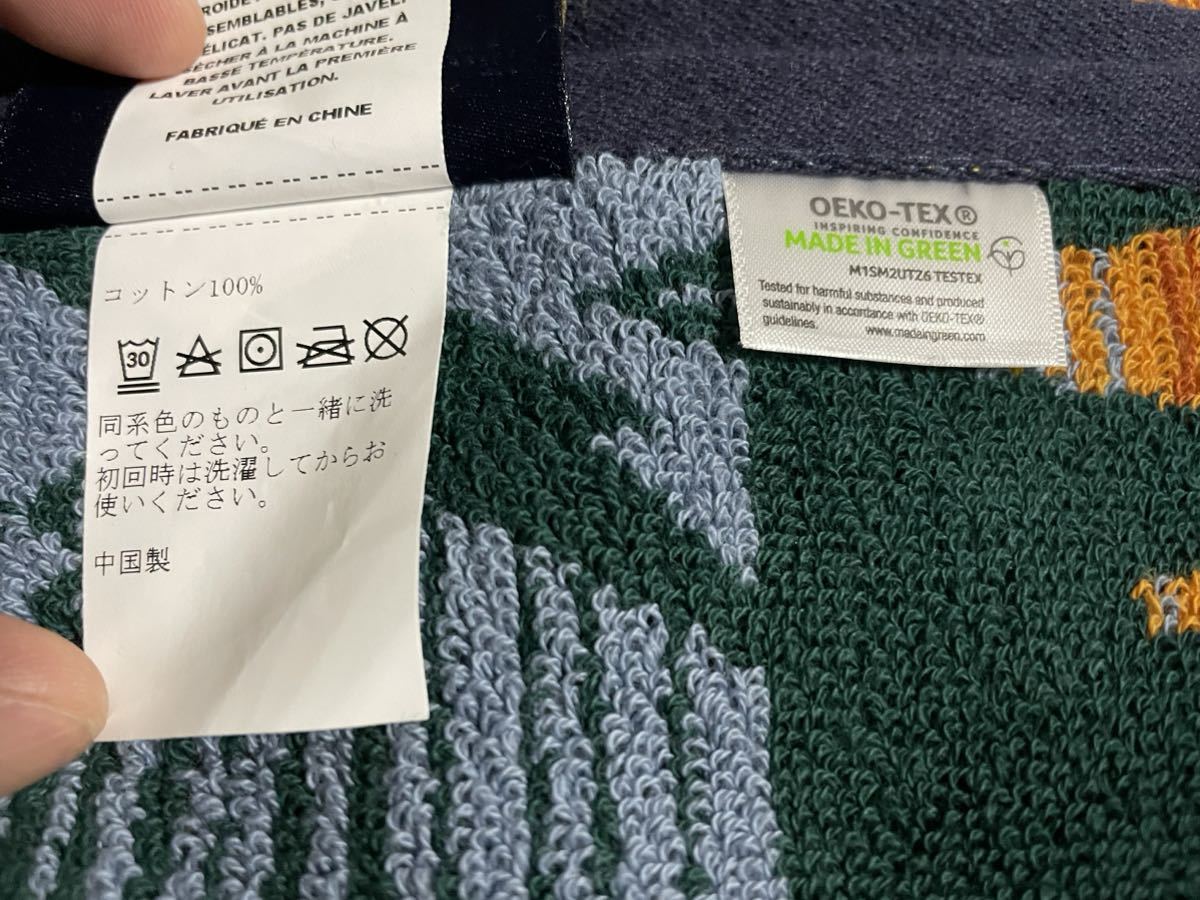 SEMBLABLES,
ÉLICAT. PAS DE JAVEL.
SÉCHER À LA MACHINE À
BASSE TEMPÉRATURE.
LAVER AVANT LA PREMIÈRE
UTILISATION.
FABRIQUÉ EN CHINE
コットン100%
30
同系色のものと一緒に洗
ってください。
初回時は洗濯してからお
使いください。
中国製
OEKO-TEX®
INSPIRING CONFIDENCE
MADE IN GREEN
M1SM2UTZ6 TESTEX
Tested for harmful substances and produced
sustainably in accordance with OEKO-TEX®
guidelines. www.madeingreen.com